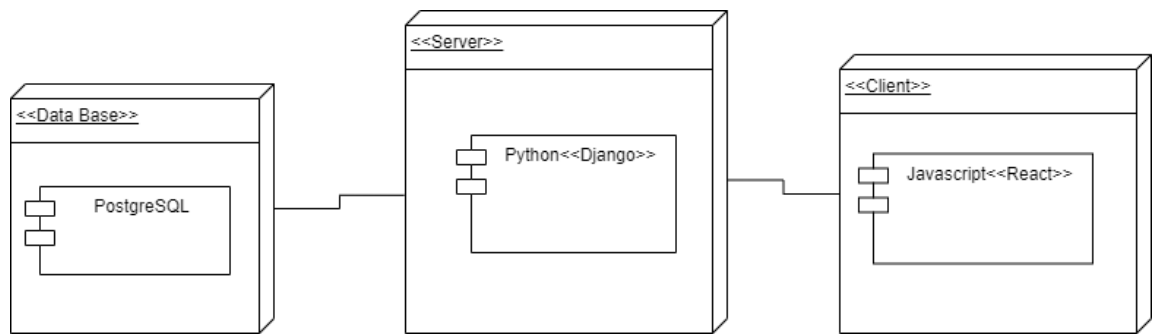 <<Data Base>>
PostgreSQL
<<Server>>
Python<<Django>>
<<Client>>
Javascript<<React>>